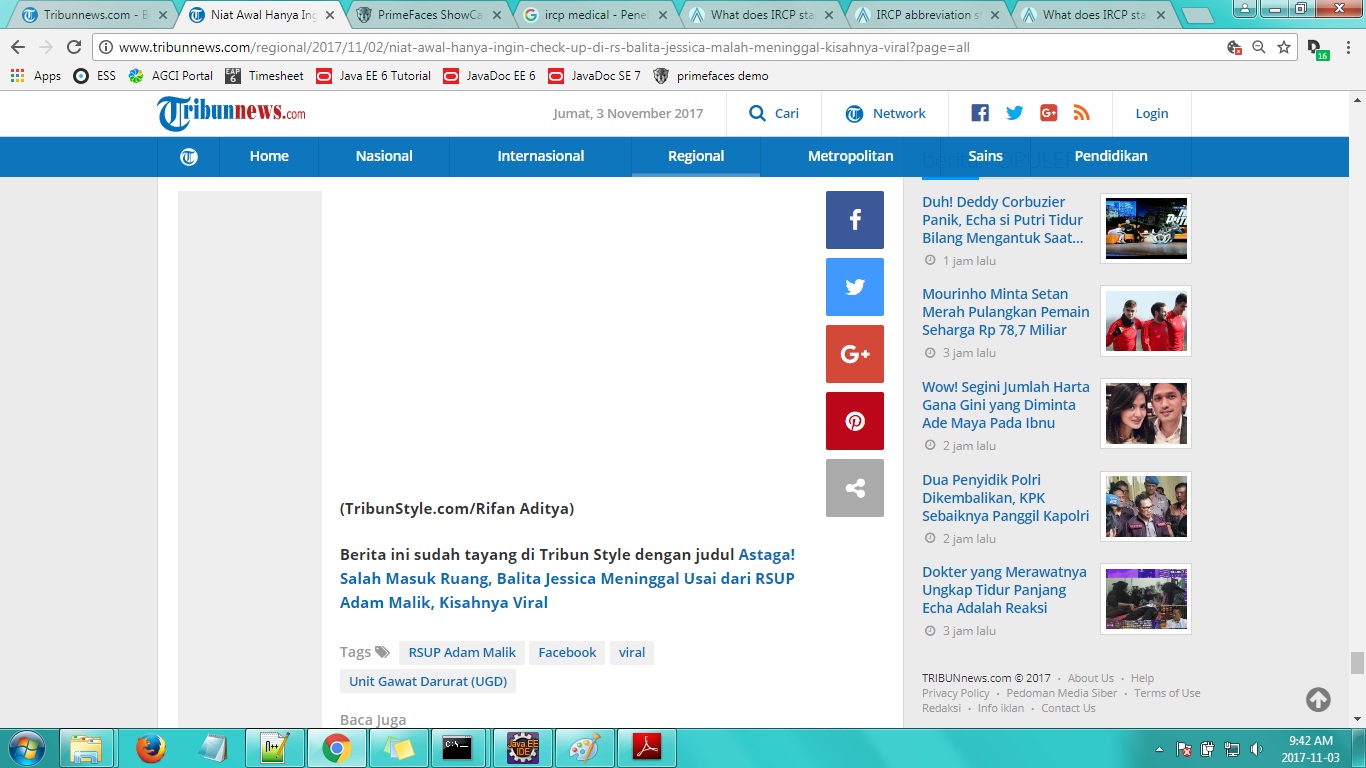 Tribunnews.com - B
Niat Awal Hanya Ing
PrimeFaces ShowCa
ircp medical - Penel
What does IRCP sta
IRCP abbreviation s
What does IRCP sta
www.tribunnews.com/regional/2017/11/02/niat-awal-hanya-ingin-check-up-di-rs-balita-jessica-malah-meninggal-kisahnya-viral?page=all
16
Apps
ESS
AGCI Portal
EAP 6
Timesheet
Java EE 6 Tutorial
JavaDoc EE 6
JavaDoc SE 7
primefaces demo
Tribunnews.com
Jumat, 3 November 2017
Cari
Network
Login
Home
Nasional
Internasional
Regional
Metropolitan
Sains
Pendidikan
Duh! Deddy Corbuzier
Panik, Echa si Putri Tidur
Bilang Mengantuk Saat...
1 jam lalu
Mourinho Minta Setan
Merah Pulangkan Pemain
Seharga Rp 78,7 Miliar
3 jam lalu
Wow! Segini Jumlah Harta
Gana Gini yang Diminta
Ade Maya Pada Ibnu
2 jam lalu
Dua Penyidik Polri
Dikembalikan, KPK
Sebaiknya Panggil Kapolri
2 jam lalu
Dokter yang Merawatnya
Ungkap Tidur Panjang
Echa Adalah Reaksi
3 jam lalu
G+
(TribunStyle.com/Rifan Aditya)
Berita ini sudah tayang di Tribun Style dengan judul Astaga!
Salah Masuk Ruang, Balita Jessica Meninggal Usai dari RSUP
Adam Malik, Kisahnya Viral
Tags
RSUP Adam Malik
Facebook
viral
Unit Gawat Darurat (UGD)
Baca Juga
TRIBUNnews.com © 2017 • About Us • Help
Privacy Policy • Pedoman Media Siber • Terms of Use
Redaksi • Info iklan • Contact Us
Java EE
IDE
9:42 AM
2017-11-03